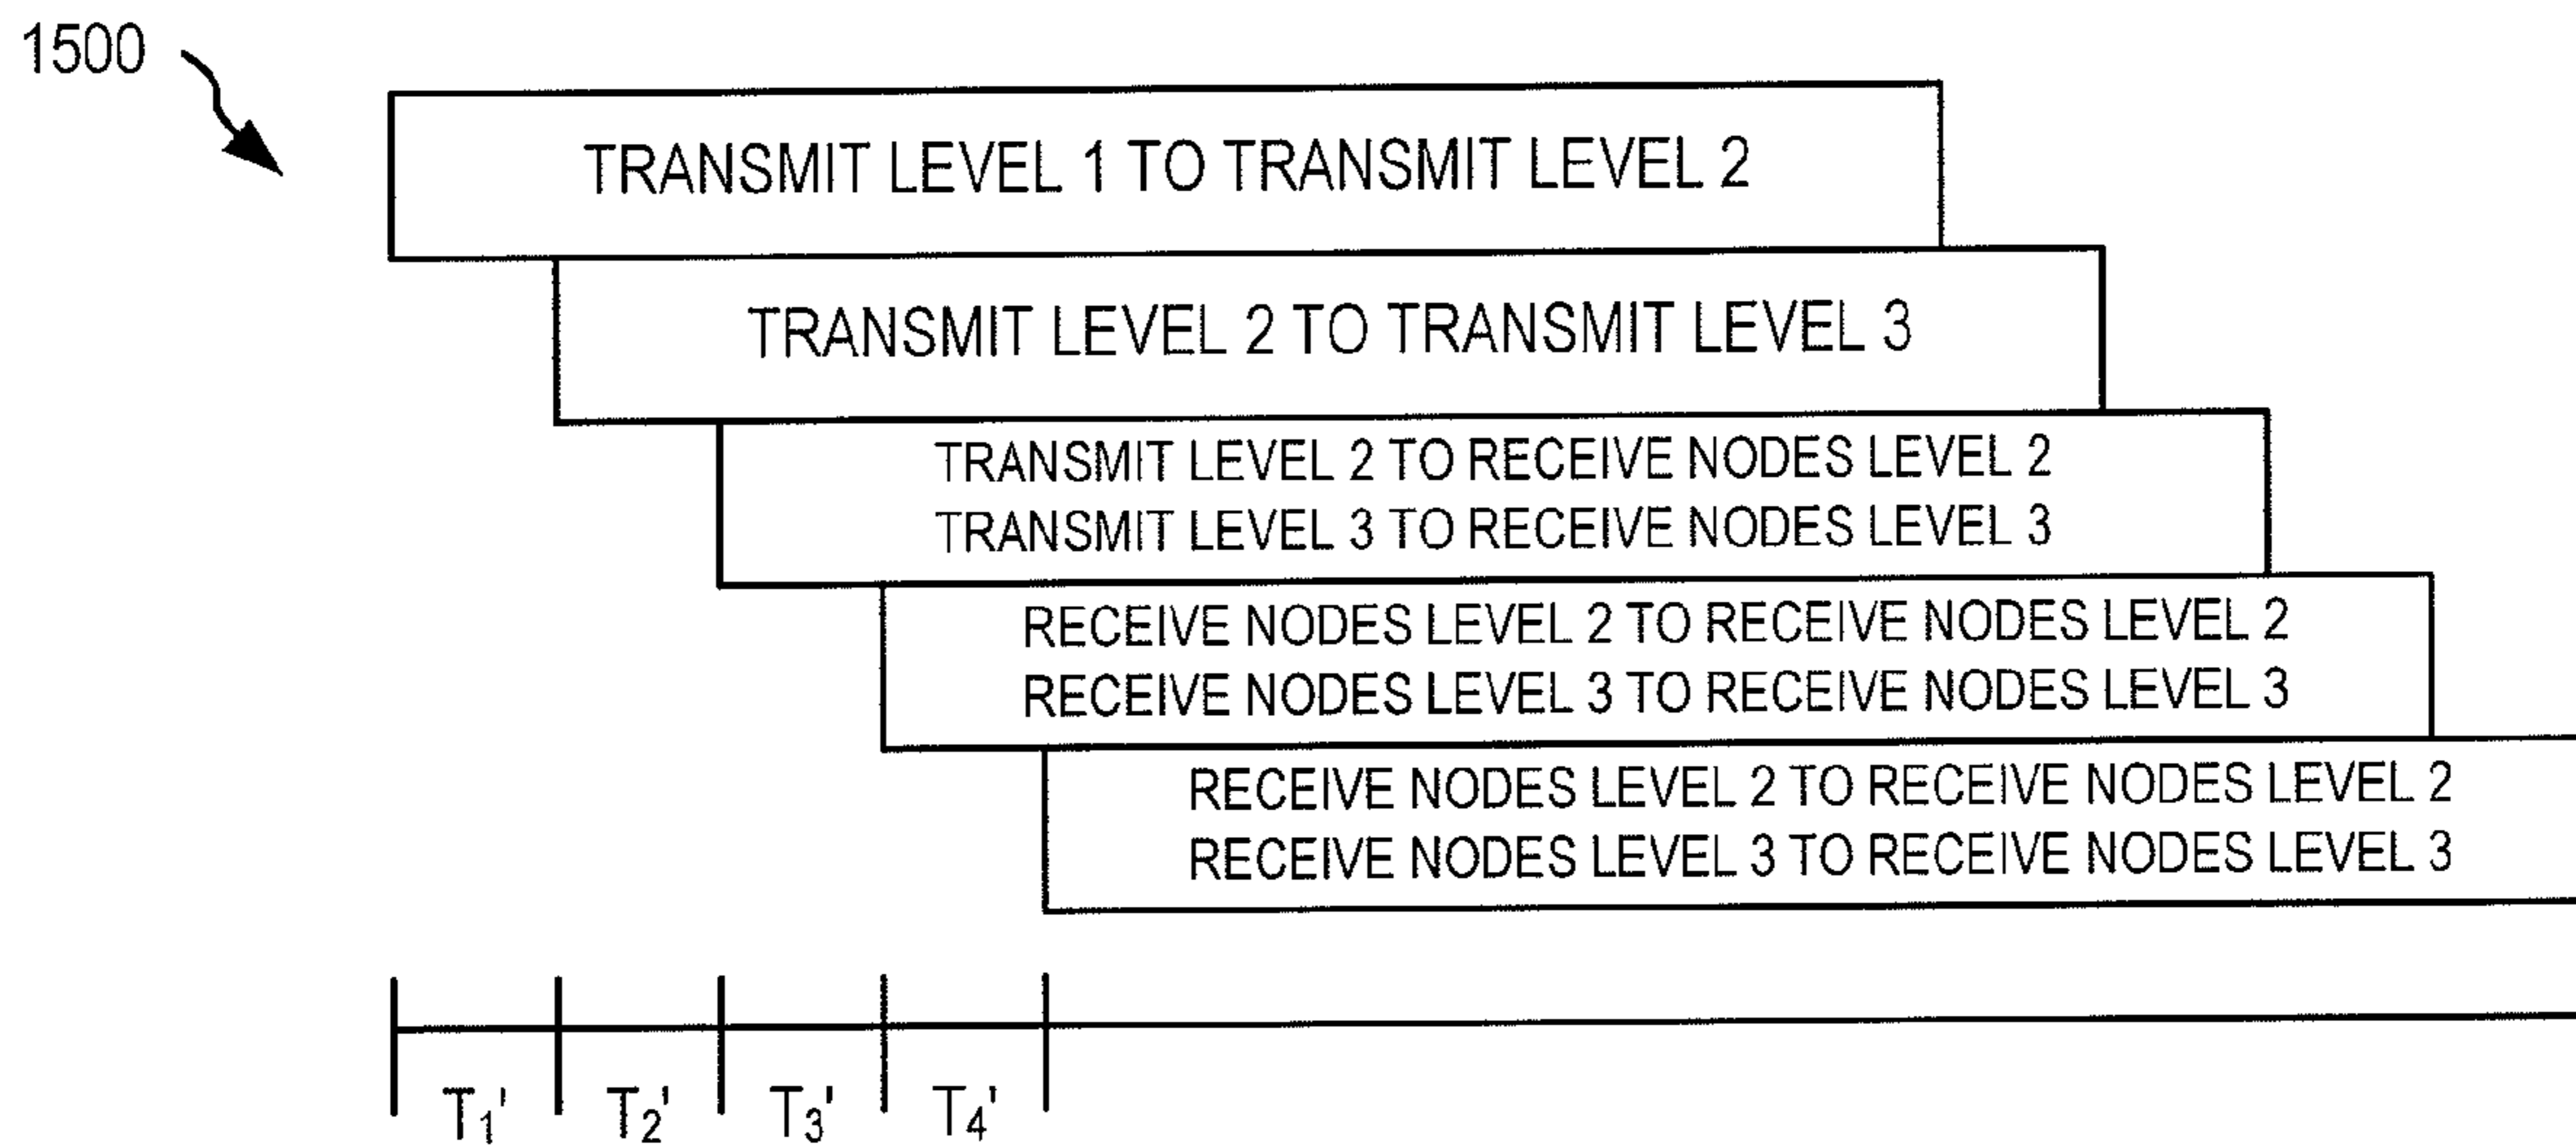 1500
TRANSMIT LEVEL 1 TO TRANSMIT LEVEL 2
TRANSMIT LEVEL 2 TO TRANSMIT LEVEL 3
TRANSMIT LEVEL 2 TO RECEIVE NODES LEVEL 2
TRANSMIT LEVEL 3 TO RECEIVE NODES LEVEL 3
RECEIVE NODES LEVEL 2 TO RECEIVE NODES LEVEL 2
RECEIVE NODES LEVEL 3 TO RECEIVE NODES LEVEL 3
RECEIVE NODES LEVEL 2 TO RECEIVE NODES LEVEL 2
RECEIVE NODES LEVEL 3 TO RECEIVE NODES LEVEL 3
T₁' T₂' T₃' T₄'